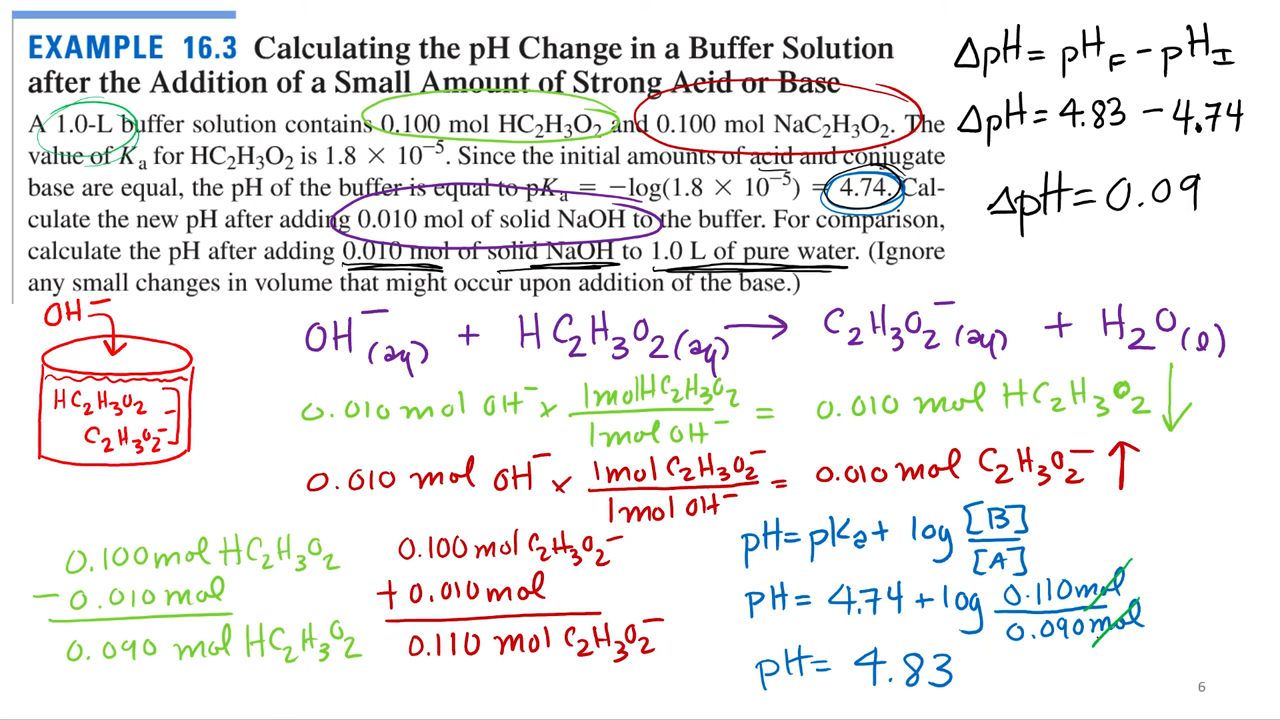 EXAMPLE 16.3 Calculating the pH Change in a Buffer Solution
after the Addition of a Small Amount of Strong Acid or Base
A 1.0-L buffer solution contains 0.100 mol HC₂H₃O₂ and 0.100 mol NaC₂H₃O₂. The
value of Kₐ for HC₂H₃O₂ is 1.8 × 10⁻⁵. Since the initial amounts of acid and conjugate
base are equal, the pH of the buffer is equal to pKₐ = −log(1.8 × 10⁻⁵) = 4.74. Cal-
culate the new pH after adding 0.010 mol of solid NaOH to the buffer. For comparison,
calculate the pH after adding 0.010 mol of solid NaOH to 1.0 L of pure water. (Ignore
any small changes in volume that might occur upon addition of the base.)
ΔpH = pH_F − pH_I
ΔpH = 4.83 − 4.74
ΔpH = 0.09
OH⁻
HC₂H₃O₂
C₂H₃O₂⁻
OH⁻(aq) + HC₂H₃O₂(aq) → C₂H₃O₂⁻(aq) + H₂O(l)
0.010 mol OH⁻ × 1mol HC₂H₃O₂ / 1mol OH⁻ = 0.010 mol HC₂H₃O₂ ↓
0.010 mol OH⁻ × 1mol C₂H₃O₂⁻ / 1mol OH⁻ = 0.010 mol C₂H₃O₂⁻ ↑
0.100 mol HC₂H₃O₂
− 0.010 mol
0.090 mol HC₂H₃O₂
0.100 mol C₂H₃O₂⁻
+ 0.010 mol
0.110 mol C₂H₃O₂⁻
pH = pKa + log [B] / [A]
pH = 4.74 + log 0.110 mol / 0.090 mol
pH = 4.83
6